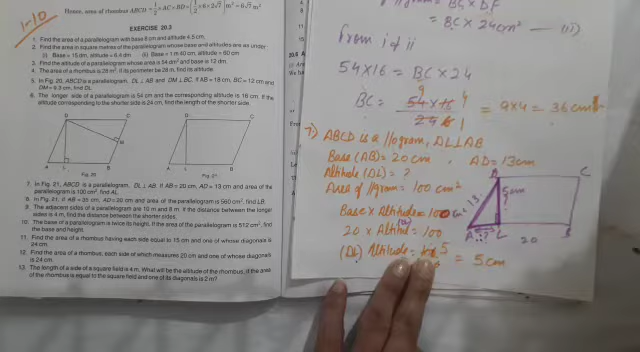 1-10
Hence, area of rhombus ABCD = 1/2 × AC × BD = [1/2 × 6 × 2√7] m² = 6√7 m²
EXERCISE 20.3
1. Find the area of a parallelogram with base 8 cm and altitude 4.5 cm.
2. Find the area in square metres of the parallelogram whose base and altitudes are as under
(i) Base = 15 dm, altitude = 6.4 dm (ii) Base = 1 m 40 cm, altitude = 60 cm
3. Find the altitude of a parallelogram whose area is 54 dm² and base is 12 dm.
4. The area of a rhombus is 28 m². If its perimeter be 28 m, find its altitude.
5. In Fig. 20, ABCD is a parallelogram, DL ⊥ AB and DM ⊥ BC. If AB = 18 cm, BC = 12 cm and
DM = 9.3 cm, find DL.
6. The longer side of a parallelogram is 54 cm and the corresponding altitude is 16 cm. If the
altitude corresponding to the shorter side is 24 cm, find the length of the shorter side.
D C
M
A L B
Fig. 20
D C
A L B
Fig. 21
7. In Fig. 21, ABCD is a parallelogram, DL ⊥ AB. If AB = 20 cm, AD = 13 cm and area of the
parallelogram is 100 cm², find AL.
8. In Fig. 21, if AB = 35 cm, AD = 20 cm and area of the parallelogram is 560 cm², find LB.
9. The adjacent sides of a parallelogram are 10 m and 8 m. If the distance between the longer
sides is 4 m, find the distance between the shorter sides.
10. The base of a parallelogram is twice its height. If the area of the parallelogram is 512 cm², find
the base and height.
11. Find the area of a rhombus having each side equal to 15 cm and one of whose diagonals is
24 cm.
12. Find the area of a rhombus, each side of which measures 20 cm and one of whose diagonals
is 24 cm.
13. The length of a side of a square field is 4 m. What will be the altitude of the rhombus, if the area
of the rhombus is equal to the square field and one of its diagonals is 2 m?
= BC × 24 cm² — (ii)
From i & ii
54 × 16 = BC × 24
BC = 54 × 16 / 24 = 9 × 4 = 36 cm
7) ABCD is a //ogram, DL⊥AB
Base (AB) = 20 cm , AD = 13 cm
Altitude (DL) = ?
Area of //gram = 100 cm²
Base × Altitude = 100 cm²
20 × Altitude (DL) = 100
(DL) Altitude = 5 = 5 cm
C
13
5cm
A ? L B
20